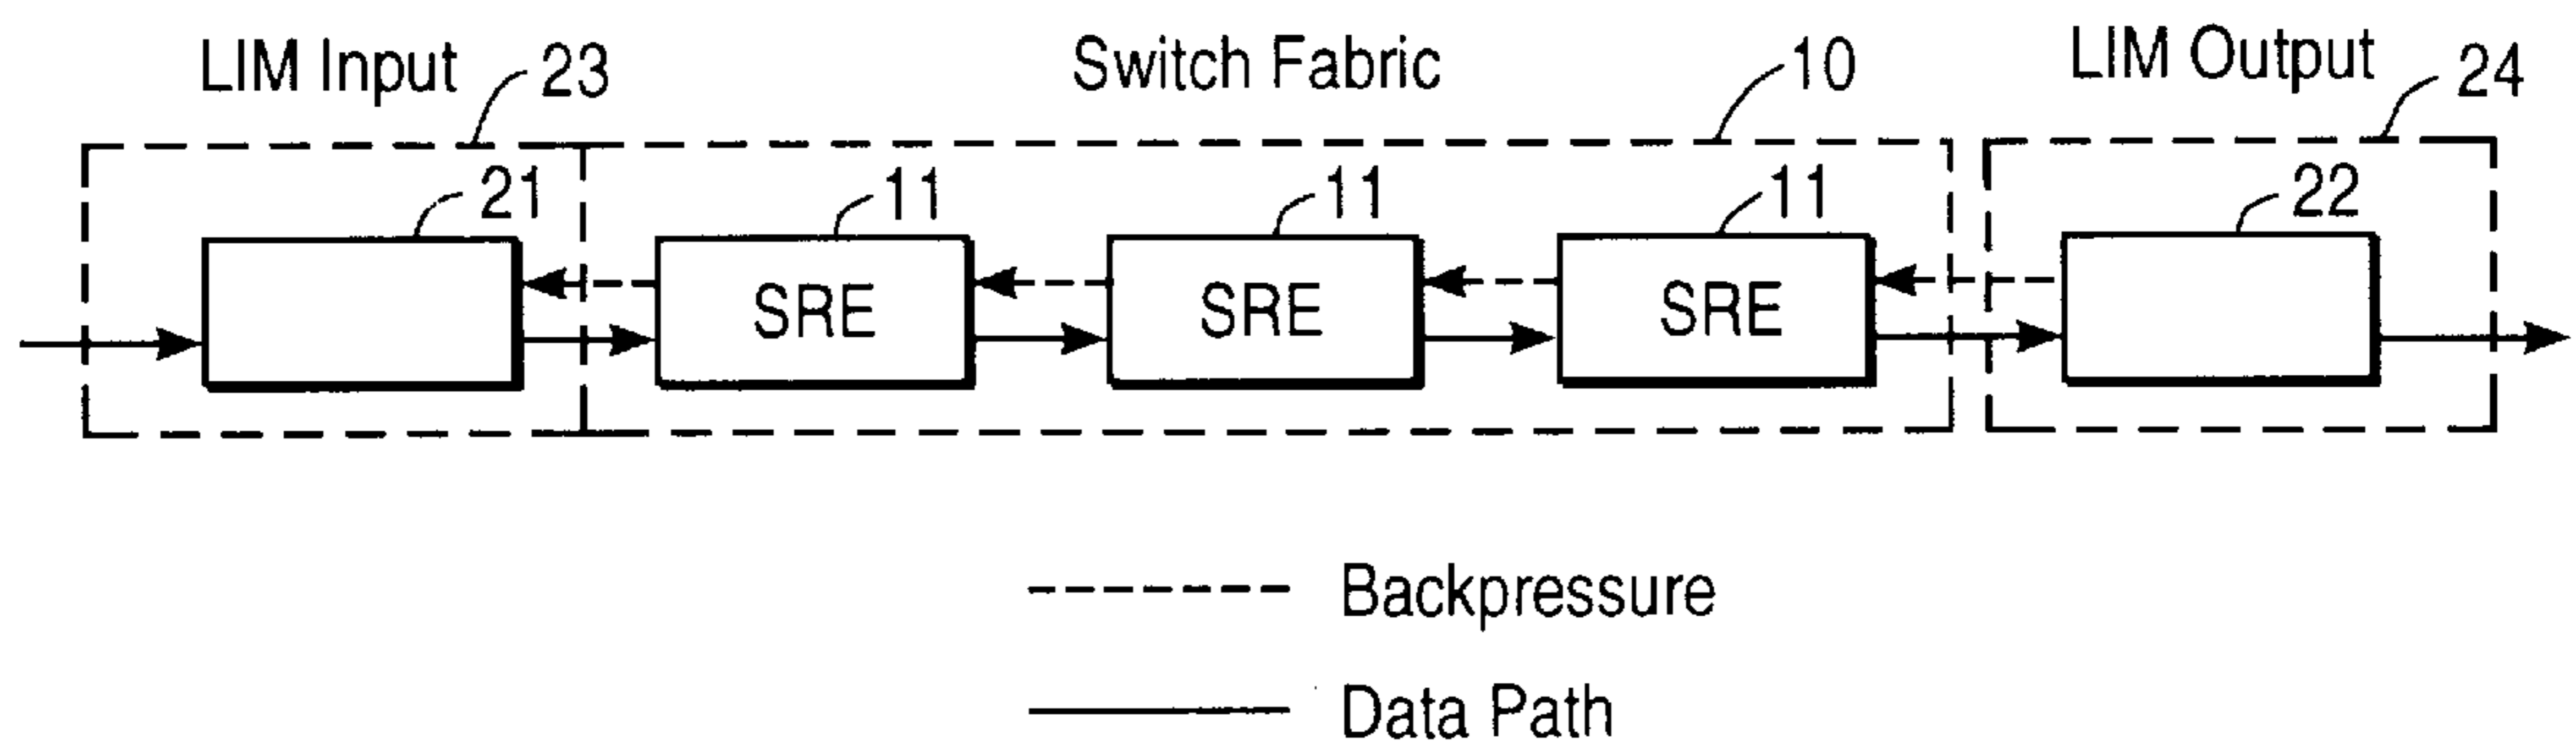 LIM Input
23
Switch Fabric
10
LIM Output
24
21
11
11
11
22
SRE
SRE
SRE
Backpressure
Data Path